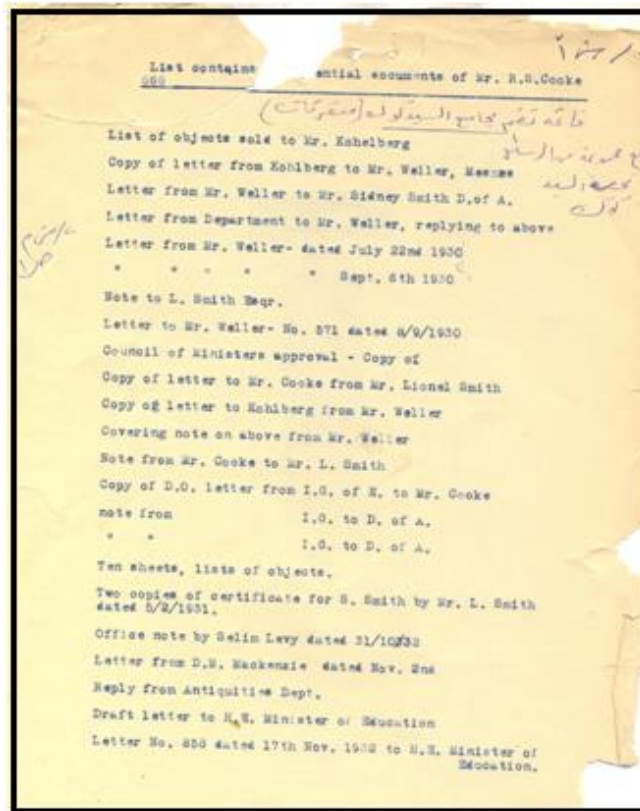 List containe ential documents of Mr. R.S.Cooke
قائمة تضم مجاميع السيد كوك (متفرقات)
List of objects sold to Mr. Kohelberg
Copy of letter from Kohlberg to Mr. Weller,
Letter from Mr. Weller to Mr. Sidney Smith D.of A.
Letter from Department to Mr. Weller, replying to above
Letter from Mr. Weller- dated July 22nd 1930
" " " " " Sept. 6th 1930
Note to L. Smith Esqr.
Letter to Mr. Weller- No. 571 dated 8/9/1930
Council of Ministers approval - Copy of
Copy of letter to Mr. Cooke from Mr. Lionel Smith
Copy of letter to Kohlberg from Mr. Weller
Covering note on above from Mr. Weller
Note from Mr. Cooke to Mr. L. Smith
Copy of D.O. letter from I.G. of E. to Mr. Cooke
note from I.G. to D. of A.
" " I.G. to D. of A.
Ten sheets, lists of objects.
Two copies of certificate for S. Smith by Mr. L. Smith
dated 5/2/1931.
Office note by Selim Levy dated 31/10/32
Letter from D.N. Mackenzie dated Nov. 2nd
Reply from Antiquities Dept.
Draft letter to H.E. Minister of Education
Letter No. 858 dated 17th Nov. 1932 to H.E. Minister of
Education.